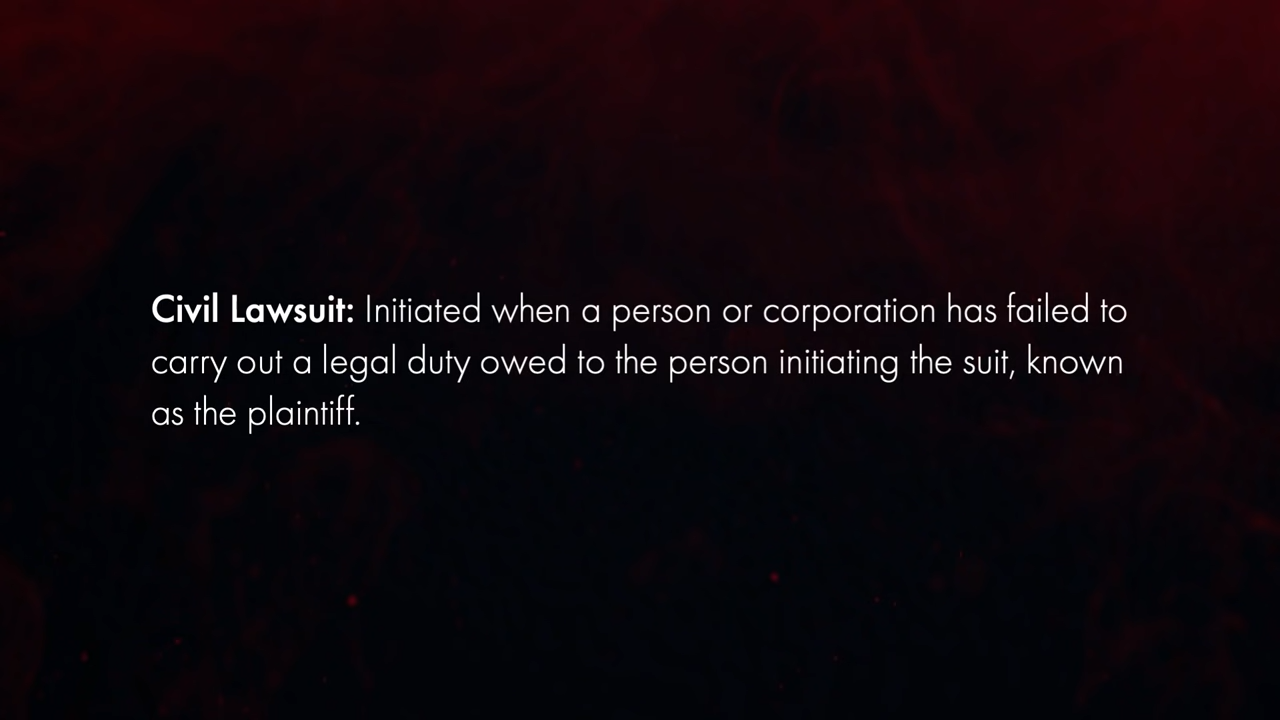 Civil Lawsuit: Initiated when a person or corporation has failed to
carry out a legal duty owed to the person initiating the suit, known
as the plaintiff.